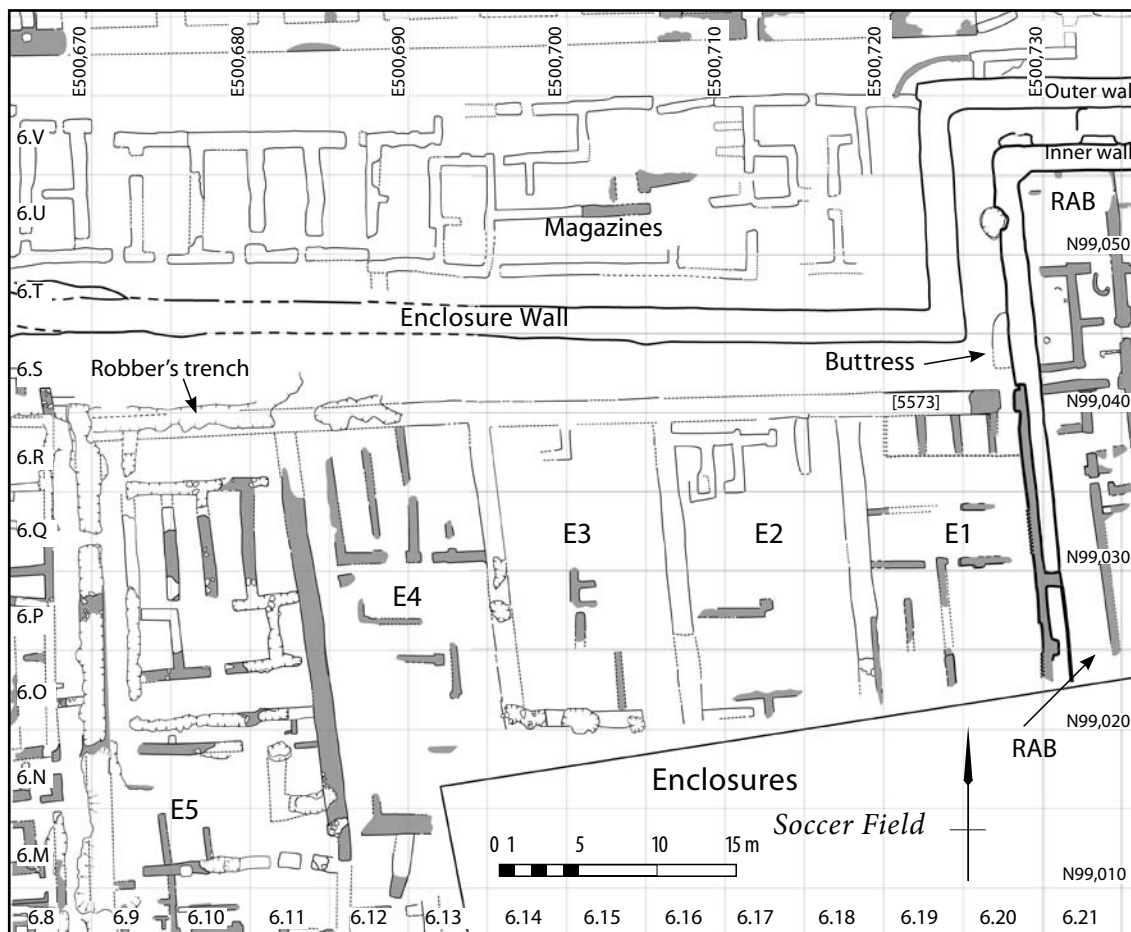 E500,670
E500,680
E500,690
E500,700
E500,710
E500,720
E500,730
Outer wal
6.V
Inner wall
RAB
6.U
Magazines
N99,050
6.T
Enclosure Wall
Buttress
6.S
Robber's trench
[5573]
N99,040
6.R
6.Q
E3
E2
E1
N99,030
E4
6.P
6.O
N99,020
RAB
6.N
Enclosures
E5
Soccer Field
0 1 5 10 15 m
6.M
N99,010
6.8 6.9 6.10 6.11 6.12 6.13 6.14 6.15 6.16 6.17 6.18 6.19 6.20 6.21